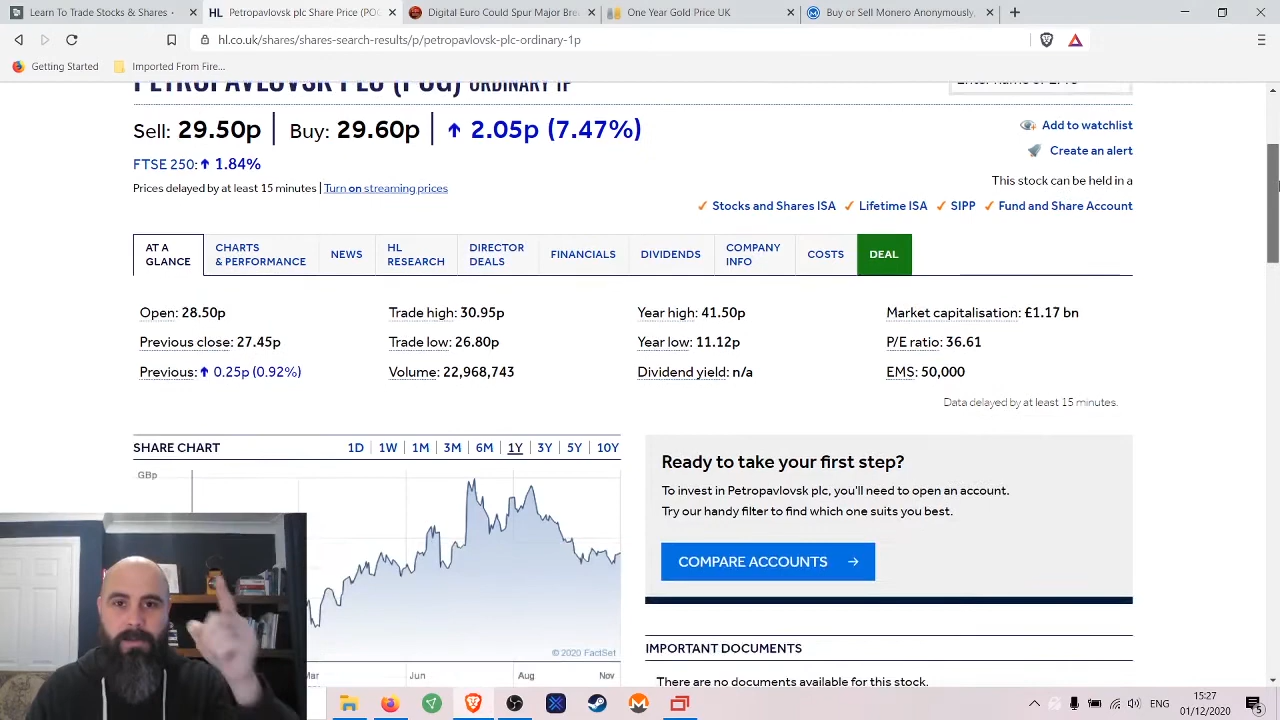 Learn To Trade Stocks & Shares
HL Petropavlovsk plc Share Price (POG
Digital Euro Could Spur Major Bre
One Year Gold Price UK
Buy or Sell Monero Anonymously,
hl.co.uk/shares/shares-search-results/p/petropavlovsk-plc-ordinary-1p
Getting Started
Imported From Fire...
PETROPAVLOVSK PLC (POG) ORDINARY 1P
Sell: 29.50p Buy: 29.60p 2.05p (7.47%)
Add to watchlist
FTSE 250: 1.84%
Create an alert
Prices delayed by at least 15 minutes | Turn on streaming prices
This stock can be held in a
Stocks and Shares ISA Lifetime ISA SIPP Fund and Share Account
AT A GLANCE
CHARTS & PERFORMANCE
NEWS
HL RESEARCH
DIRECTOR DEALS
FINANCIALS
DIVIDENDS
COMPANY INFO
COSTS
DEAL
Open: 28.50p Trade high: 30.95p Year high: 41.50p Market capitalisation: £1.17 bn
Previous close: 27.45p Trade low: 26.80p Year low: 11.12p P/E ratio: 36.61
Previous: 0.25p (0.92%) Volume: 22,968,743 Dividend yield: n/a EMS: 50,000
Data delayed by at least 15 minutes.
SHARE CHART 1D | 1W | 1M | 3M | 6M | 1Y | 3Y | 5Y | 10Y
GBp
Ready to take your first step?
To invest in Petropavlovsk plc, you'll need to open an account.
Try our handy filter to find which one suits you best.
COMPARE ACCOUNTS
© 2020 FactSet
Mar Jun Aug Nov
IMPORTANT DOCUMENTS
There are no documents available for this stock.
ENG
15:27
01/12/2020
5